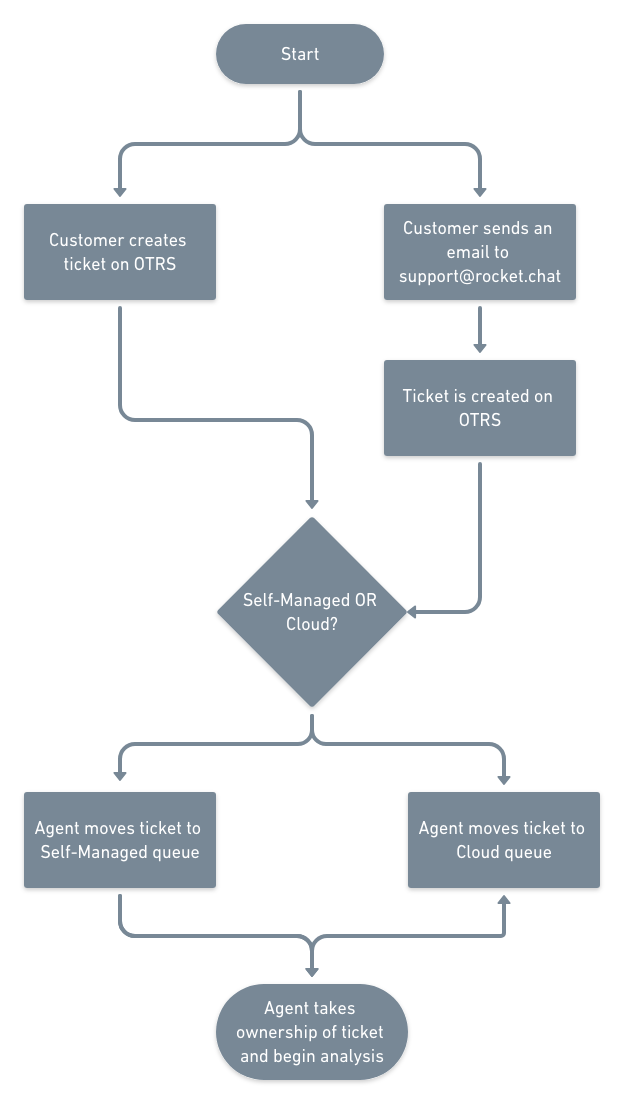 Start
Customer creates
ticket on OTRS
Customer sends an
email to
support@rocket.chat
Ticket is created on
OTRS
Self-Managed OR
Cloud?
Agent moves ticket to
Self-Managed queue
Agent moves ticket to
Cloud queue
Agent takes
ownership of ticket
and begin analysis